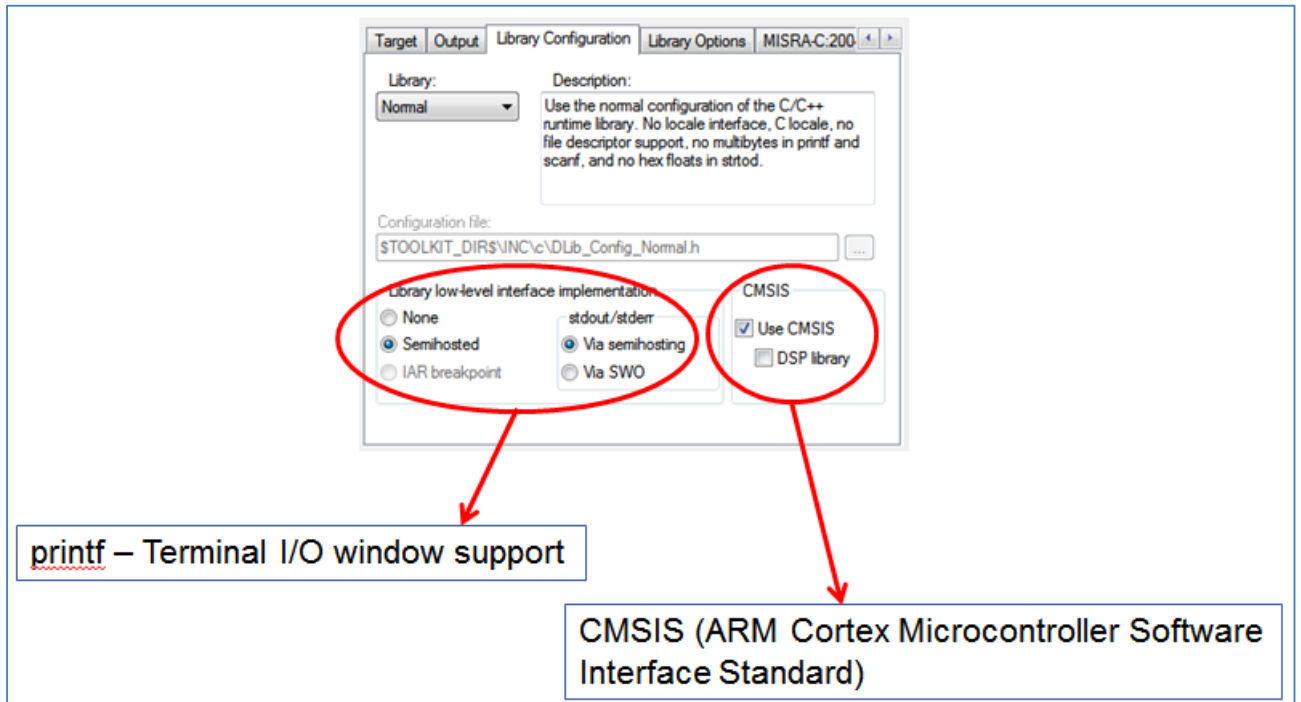 Target Output Library Configuration Library Options MISRA-C:200
Library:
Normal
Description:
Use the normal configuration of the C/C++
runtime library. No locale interface, C locale, no
file descriptor support, no multibytes in printf and
scanf, and no hex floats in strtod.
Configuration file:
$TOOLKIT_DIR$\INC\c\DLib_Config_Normal.h
...
Library low-level interface implementation
None
Semihosted
IAR breakpoint
stdout/stderr
Via semihosting
Via SWO
CMSIS
Use CMSIS
DSP library
printf – Terminal I/O window support
CMSIS (ARM Cortex Microcontroller Software
Interface Standard)